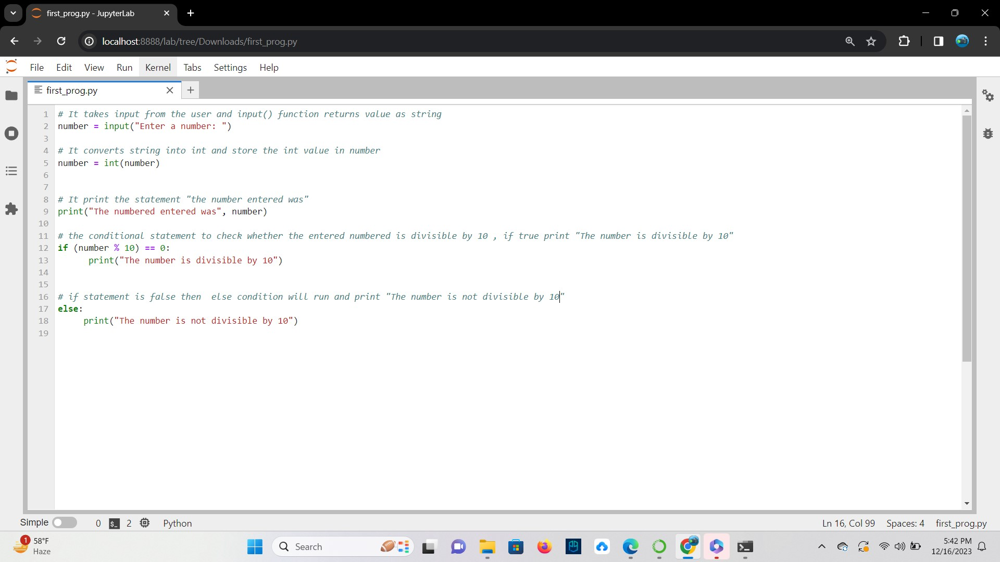 first_prog.py - JupyterLab
localhost:8888/lab/tree/Downloads/first_prog.py
File Edit View Run Kernel Tabs Settings Help
first_prog.py
1 # It takes input from the user and input() function returns value as string
2 number = input("Enter a number: ")
3
4 # It converts string into int and store the int value in number
5 number = int(number)
6
7
8 # It print the statement "the number entered was"
9 print("The numbered entered was", number)
10
11 # the conditional statement to check whether the entered numbered is divisible by 10 , if true print "The number is divisible by 10"
12 if (number % 10) == 0:
13       print("The number is divisible by 10")
14
15
16 # if statement is false then  else condition will run and print "The number is not divisible by 10"
17 else:
18      print("The number is not divisible by 10")
19
Simple 0 $_ 2 Python Ln 16, Col 99 Spaces: 4 first_prog.py
1 58°F
Haze
Search
5:42 PM
12/16/2023